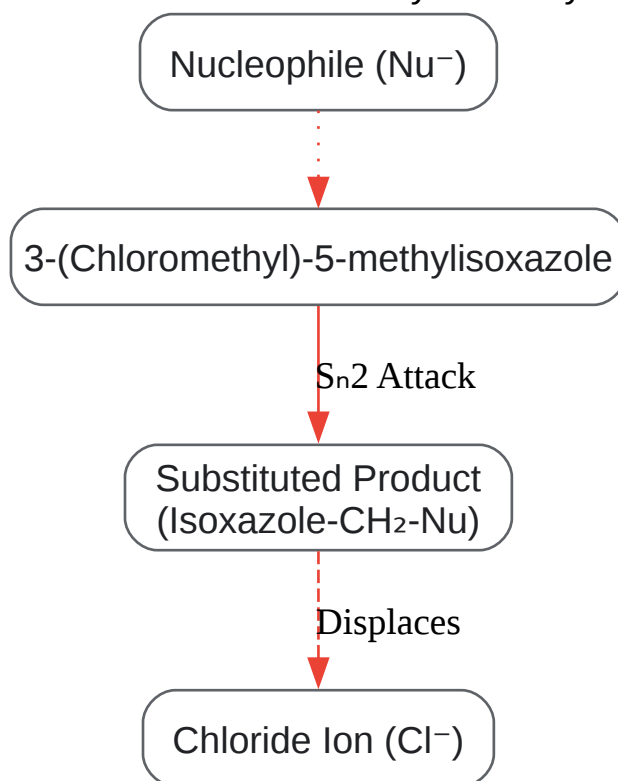 Nucleophile (Nu⁻)
3-(Chloromethyl)-5-methylisoxazole
Sₙ2 Attack
Substituted Product
(Isoxazole-CH₂-Nu)
Displaces
Chloride Ion (Cl⁻)